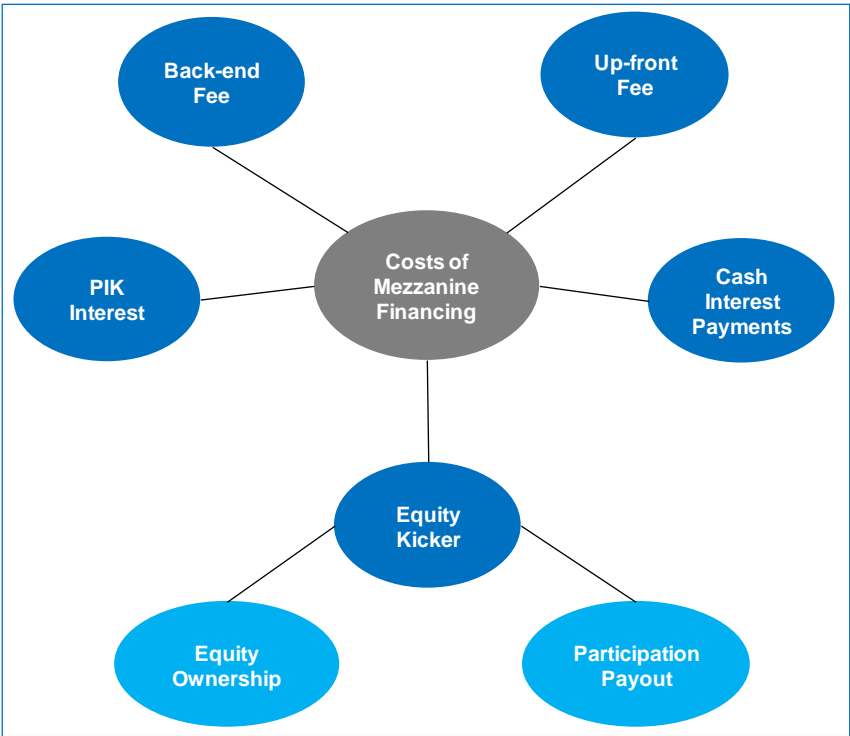 Back-end
Fee
Up-front
Fee
Costs of
Mezzanine
Financing
PIK
Interest
Cash
Interest
Payments
Equity
Kicker
Equity
Ownership
Participation
Payout